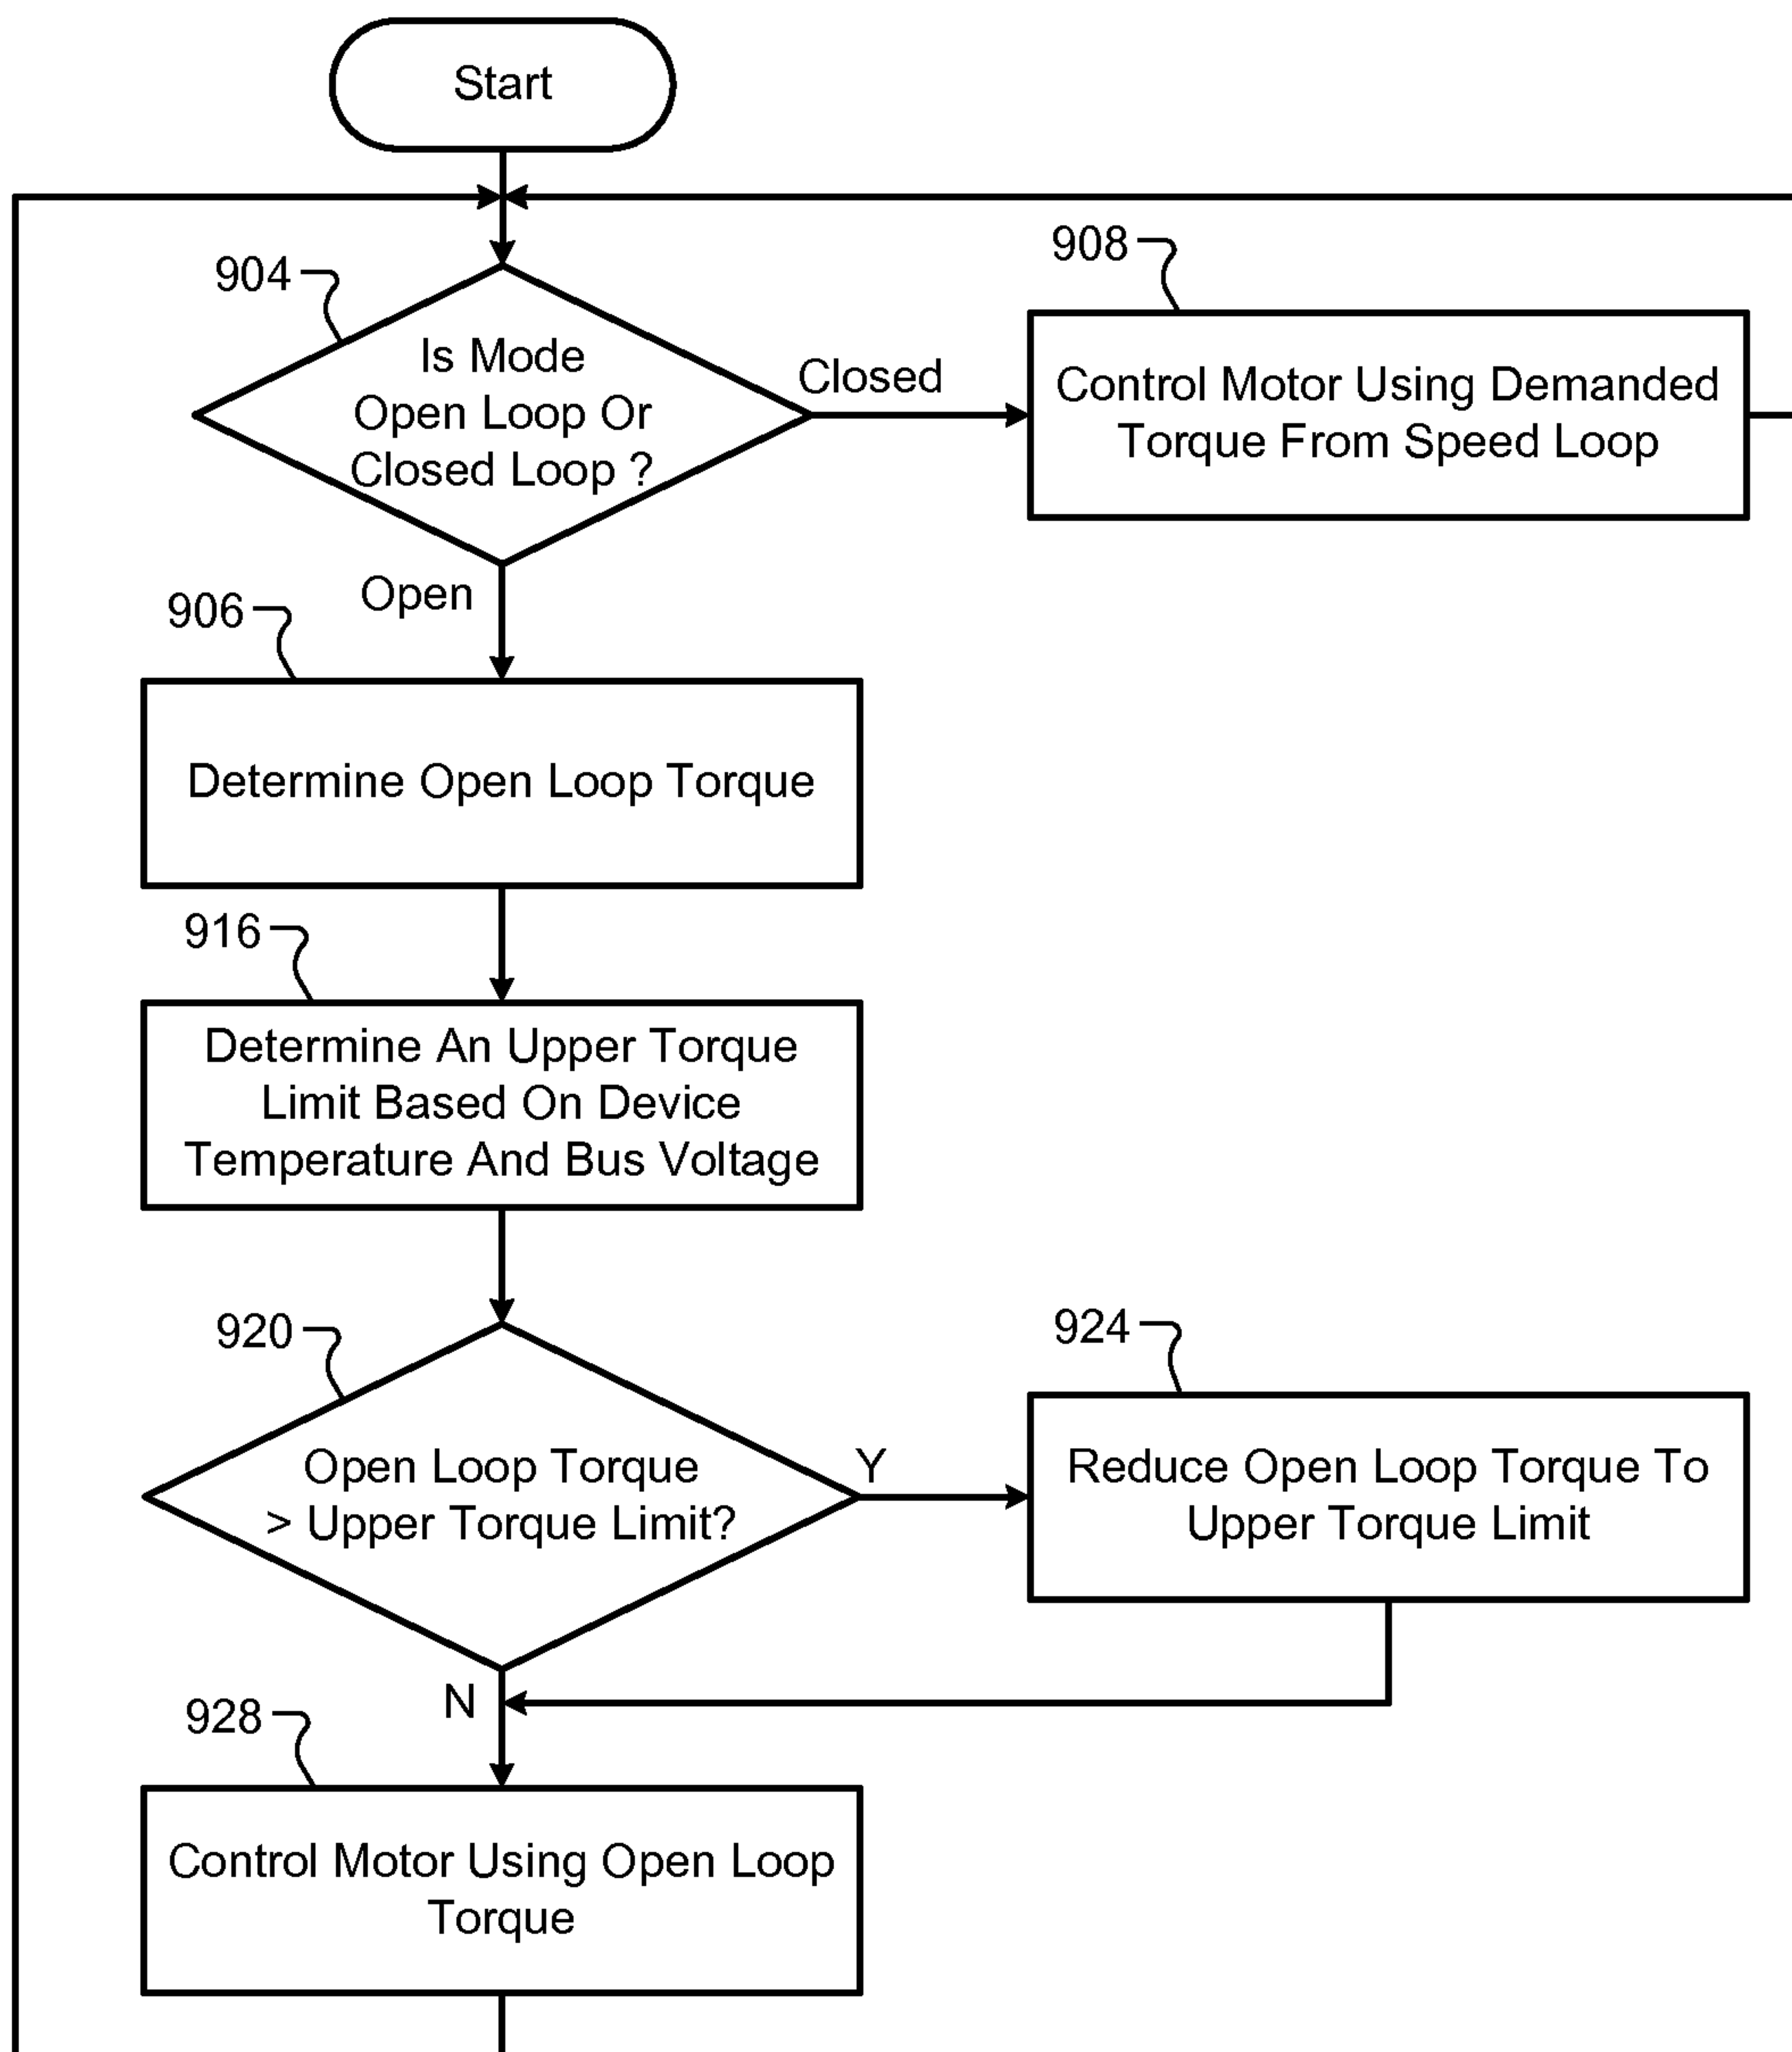 Start
904
Is Mode
Open Loop Or
Closed Loop ?
Closed
908
Control Motor Using Demanded
Torque From Speed Loop
Open
906
Determine Open Loop Torque
916
Determine An Upper Torque
Limit Based On Device
Temperature And Bus Voltage
920
Open Loop Torque
> Upper Torque Limit?
Y
924
Reduce Open Loop Torque To
Upper Torque Limit
N
928
Control Motor Using Open Loop
Torque